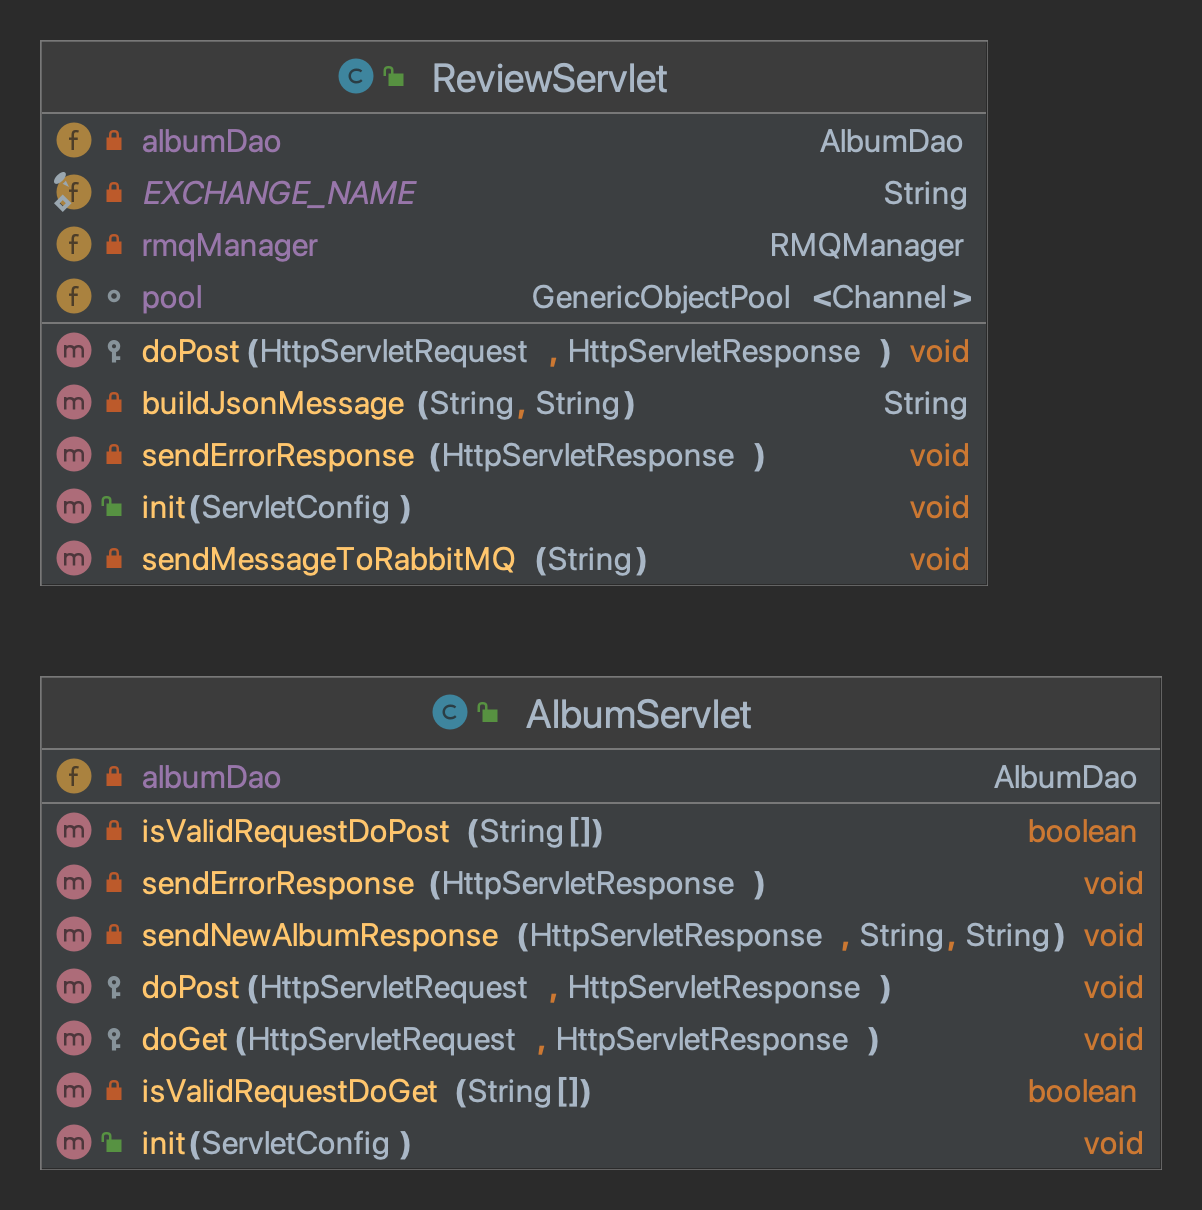 ReviewServlet
albumDao AlbumDao
EXCHANGE_NAME String
rmqManager RMQManager
pool GenericObjectPool <Channel>
doPost(HttpServletRequest, HttpServletResponse) void
buildJsonMessage(String, String) String
sendErrorResponse(HttpServletResponse) void
init(ServletConfig) void
sendMessageToRabbitMQ(String) void
AlbumServlet
albumDao AlbumDao
isValidRequestDoPost(String[]) boolean
sendErrorResponse(HttpServletResponse) void
sendNewAlbumResponse(HttpServletResponse, String, String) void
doPost(HttpServletRequest, HttpServletResponse) void
doGet(HttpServletRequest, HttpServletResponse) void
isValidRequestDoGet(String[]) boolean
init(ServletConfig) void